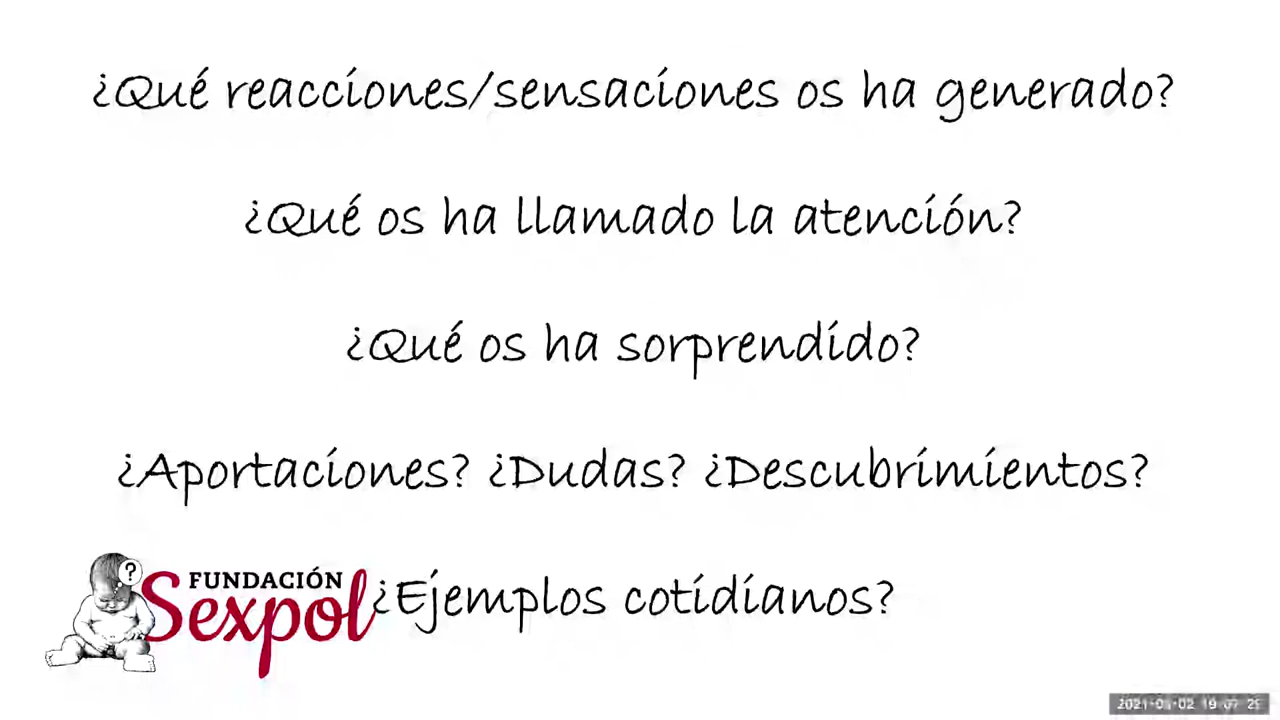 ¿Qué reacciones/sensaciones os ha generado?
¿Qué os ha llamado la atención?
¿Qué os ha sorprendido?
¿Aportaciones? ¿Dudas? ¿Descubrimientos?
?
FUNDACIÓN
Sexpol
¿Ejemplos cotidianos?